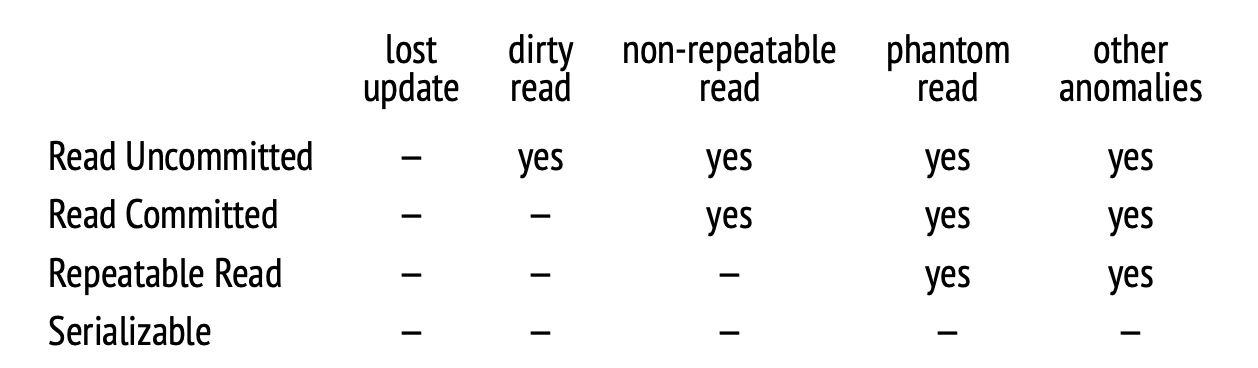 lost dirty non-repeatable phantom other
update read read read anomalies
Read Uncommitted – yes yes yes yes
Read Committed – – yes yes yes
Repeatable Read – – – yes yes
Serializable – – – – –